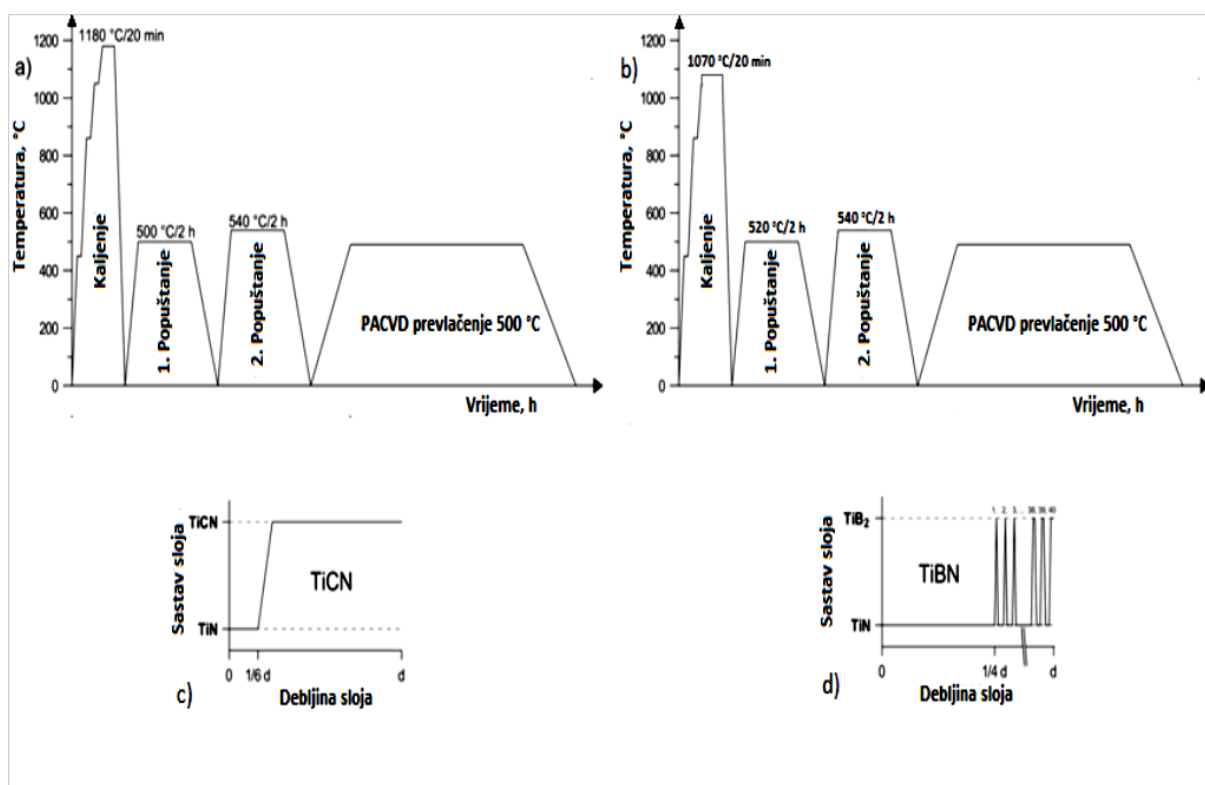 a)
1180 °C/20 min
1200
1000
800
600
400
200
0
Temperatura, °C
Kaljenje
500 °C/2 h
1. Popuštanje
540 °C/2 h
2. Popuštanje
PACVD prevlačenje 500 °C
Vrijeme, h
b)
1070 °C/20 min
1200
1000
800
600
400
200
0
Temperatura, °C
Kaljenje
520 °C/2 h
1. Popuštanje
540 °C/2 h
2. Popuštanje
PACVD prevlačenje 500 °C
Vrijeme, h
c)
Sastav sloja
TiCN
TiCN
TiN
0 1/6 d d
Debljina sloja
d)
Sastav sloja
1. 2. 3. ... 38. 39. 40
TiB₂
TiBN
TiN
0 1/4 d d
Debljina sloja